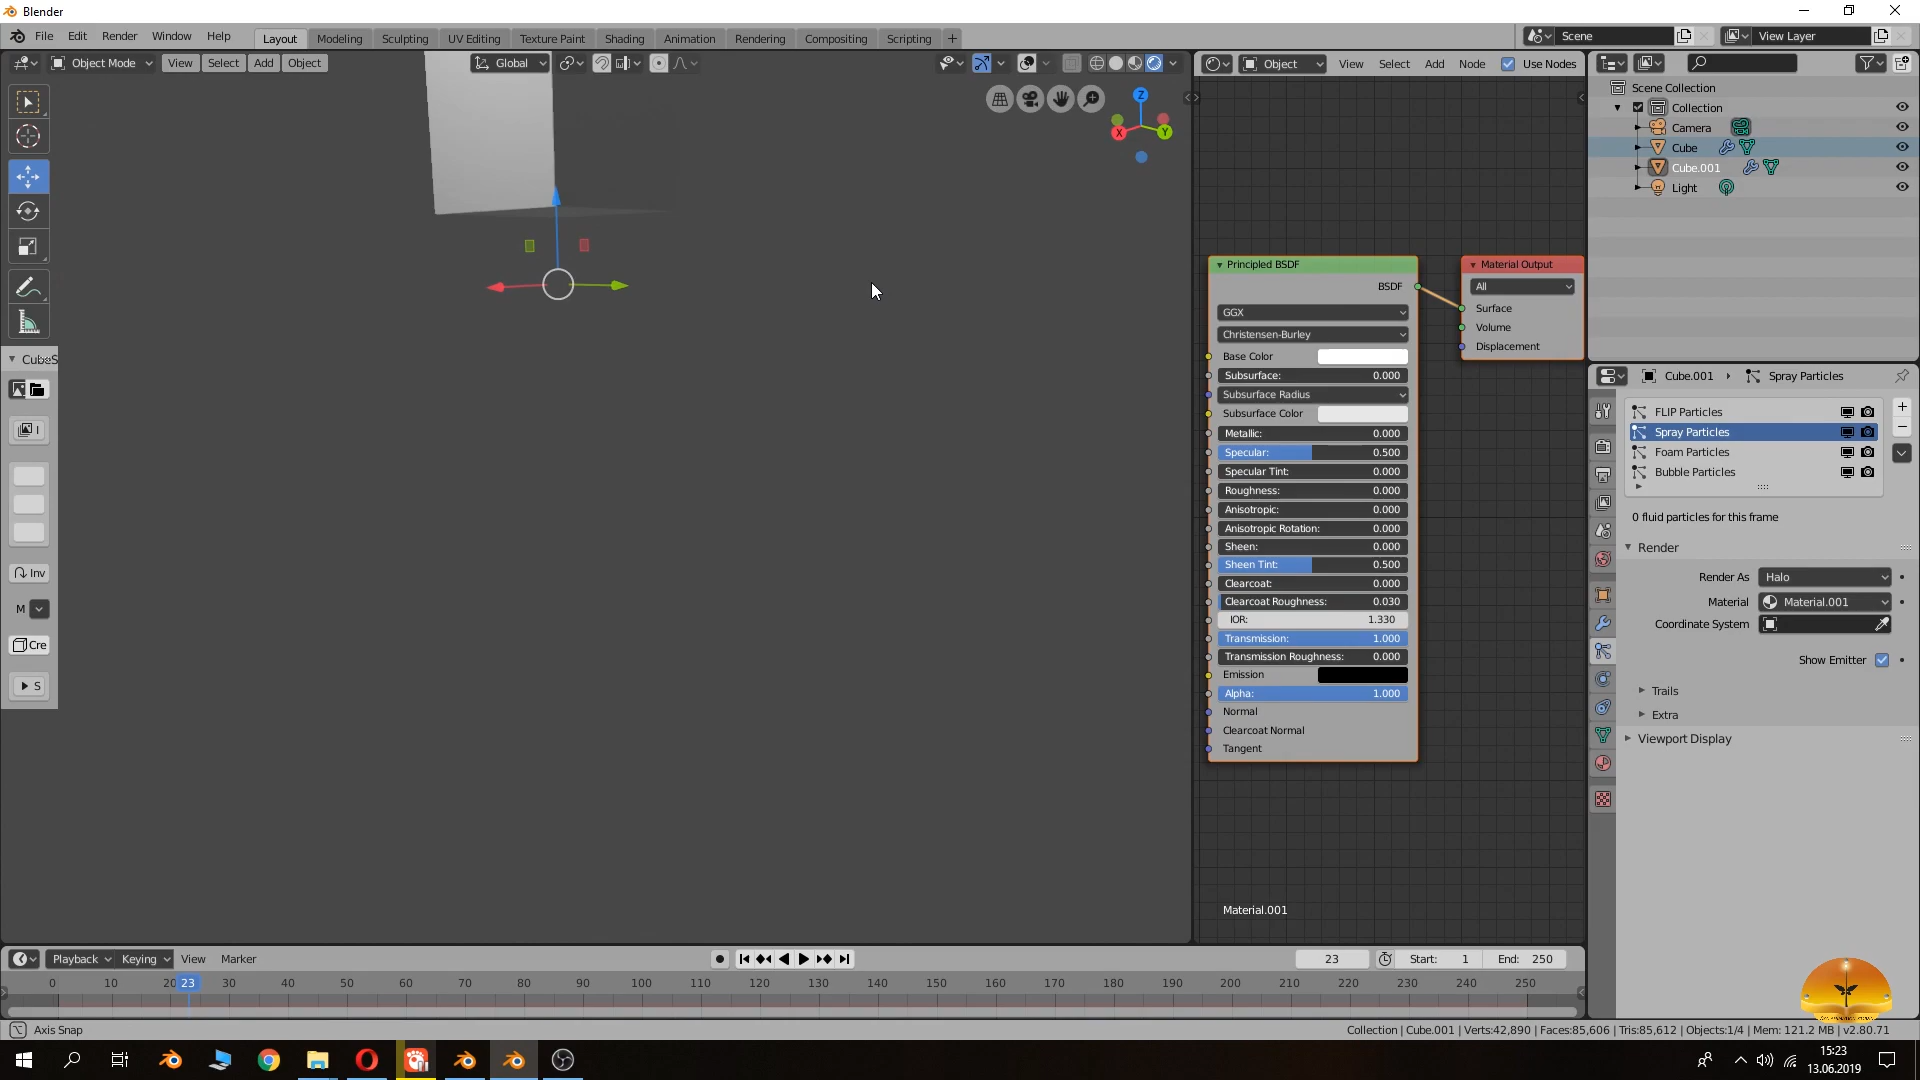 Blender
File Edit Render Window Help
Layout Modeling Sculpting UV Editing Texture Paint Shading Animation Rendering Compositing Scripting
Scene View Layer
Object Mode View Select Add Object Global
Object View Select Add Node Use Nodes
Z
X Y
CubeS
I
Inv
M
Cre
S
Principled BSDF
BSDF
GGX
Christensen-Burley
Base Color
Subsurface: 0.000
Subsurface Radius
Subsurface Color
Metallic: 0.000
Specular: 0.500
Specular Tint: 0.000
Roughness: 0.000
Anisotropic: 0.000
Anisotropic Rotation: 0.000
Sheen: 0.000
Sheen Tint: 0.500
Clearcoat: 0.000
Clearcoat Roughness: 0.030
IOR: 1.330
Transmission: 1.000
Transmission Roughness: 0.000
Emission
Alpha: 1.000
Normal
Clearcoat Normal
Tangent
Material Output
All
Surface
Volume
Displacement
Material.001
Scene Collection
Collection
Camera
Cube
Cube.001
Light
Cube.001 Spray Particles
FLIP Particles
Spray Particles
Foam Particles
Bubble Particles
0 fluid particles for this frame
Render
Render As Halo
Material Material.001
Coordinate System
Show Emitter
Trails
Extra
Viewport Display
Playback Keying View Marker 23 Start: 1 End: 250
0 10 20 23 30 40 50 60 70 80 90 100 110 120 130 140 150 160 170 180 190 200 210 220 230 240 250
Axis Snap
Collection | Cube.001 | Verts:42,890 | Faces:85,606 | Tris:85,612 | Objects:1/4 | Mem: 121.2 MB | v2.80.71
15:23
13.06.2019